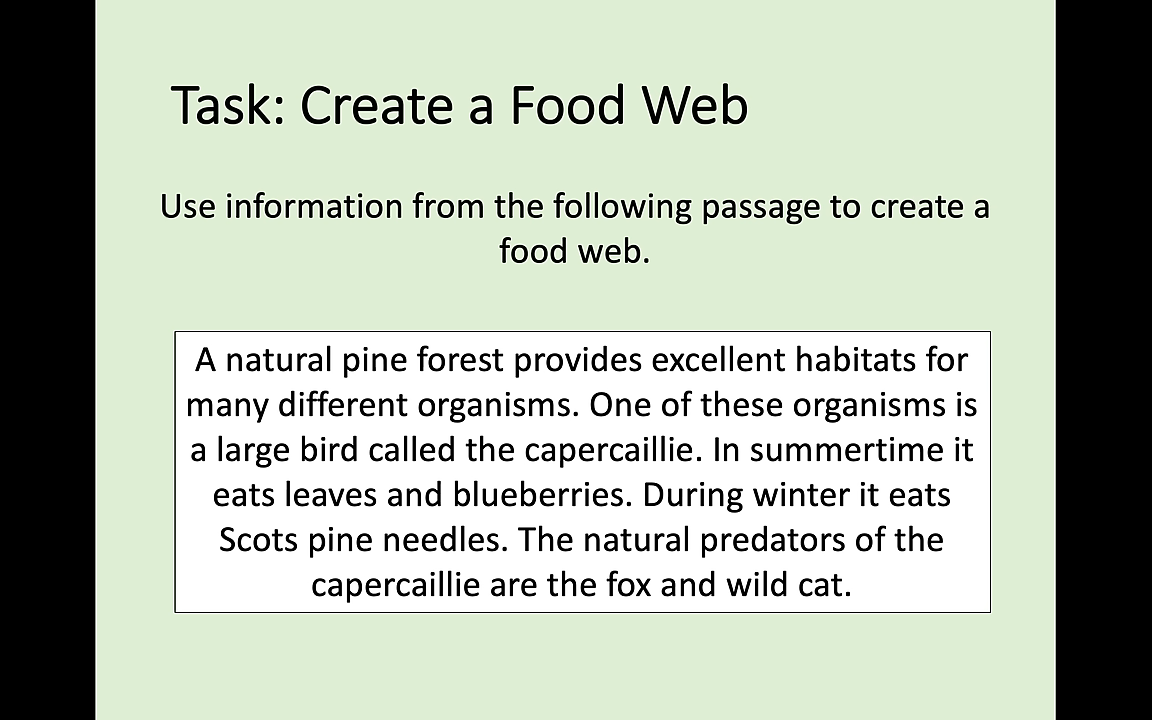 Task: Create a Food Web
Use information from the following passage to create a
food web.
A natural pine forest provides excellent habitats for
many different organisms. One of these organisms is
a large bird called the capercaillie. In summertime it
eats leaves and blueberries. During winter it eats
Scots pine needles. The natural predators of the
capercaillie are the fox and wild cat.